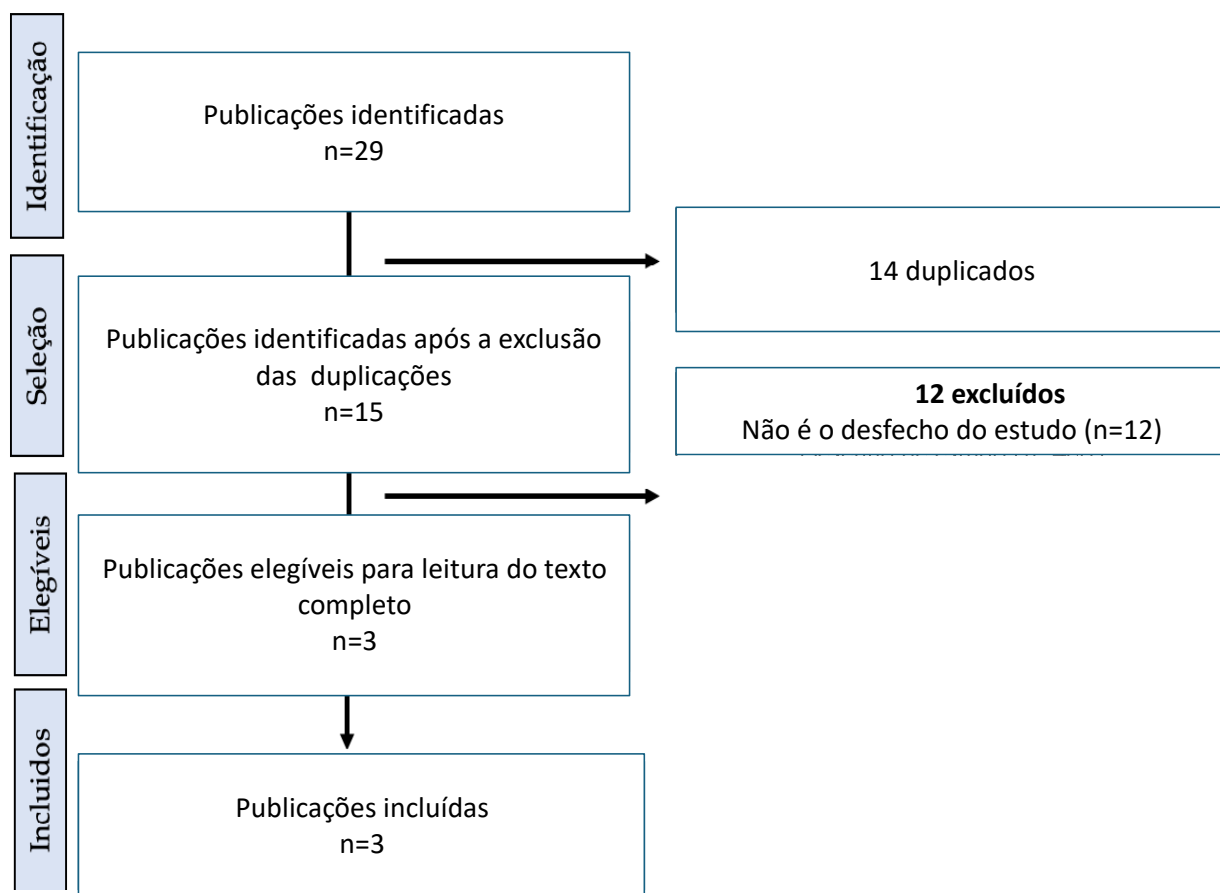 Identificação
Publicações identificadas
n=29
14 duplicados
Seleção
Publicações identificadas após a exclusão
das duplicações
n=15
12 excluídos
Não é o desfecho do estudo (n=12)
Elegíveis
Publicações elegíveis para leitura do texto
completo
n=3
Incluidos
Publicações incluídas
n=3